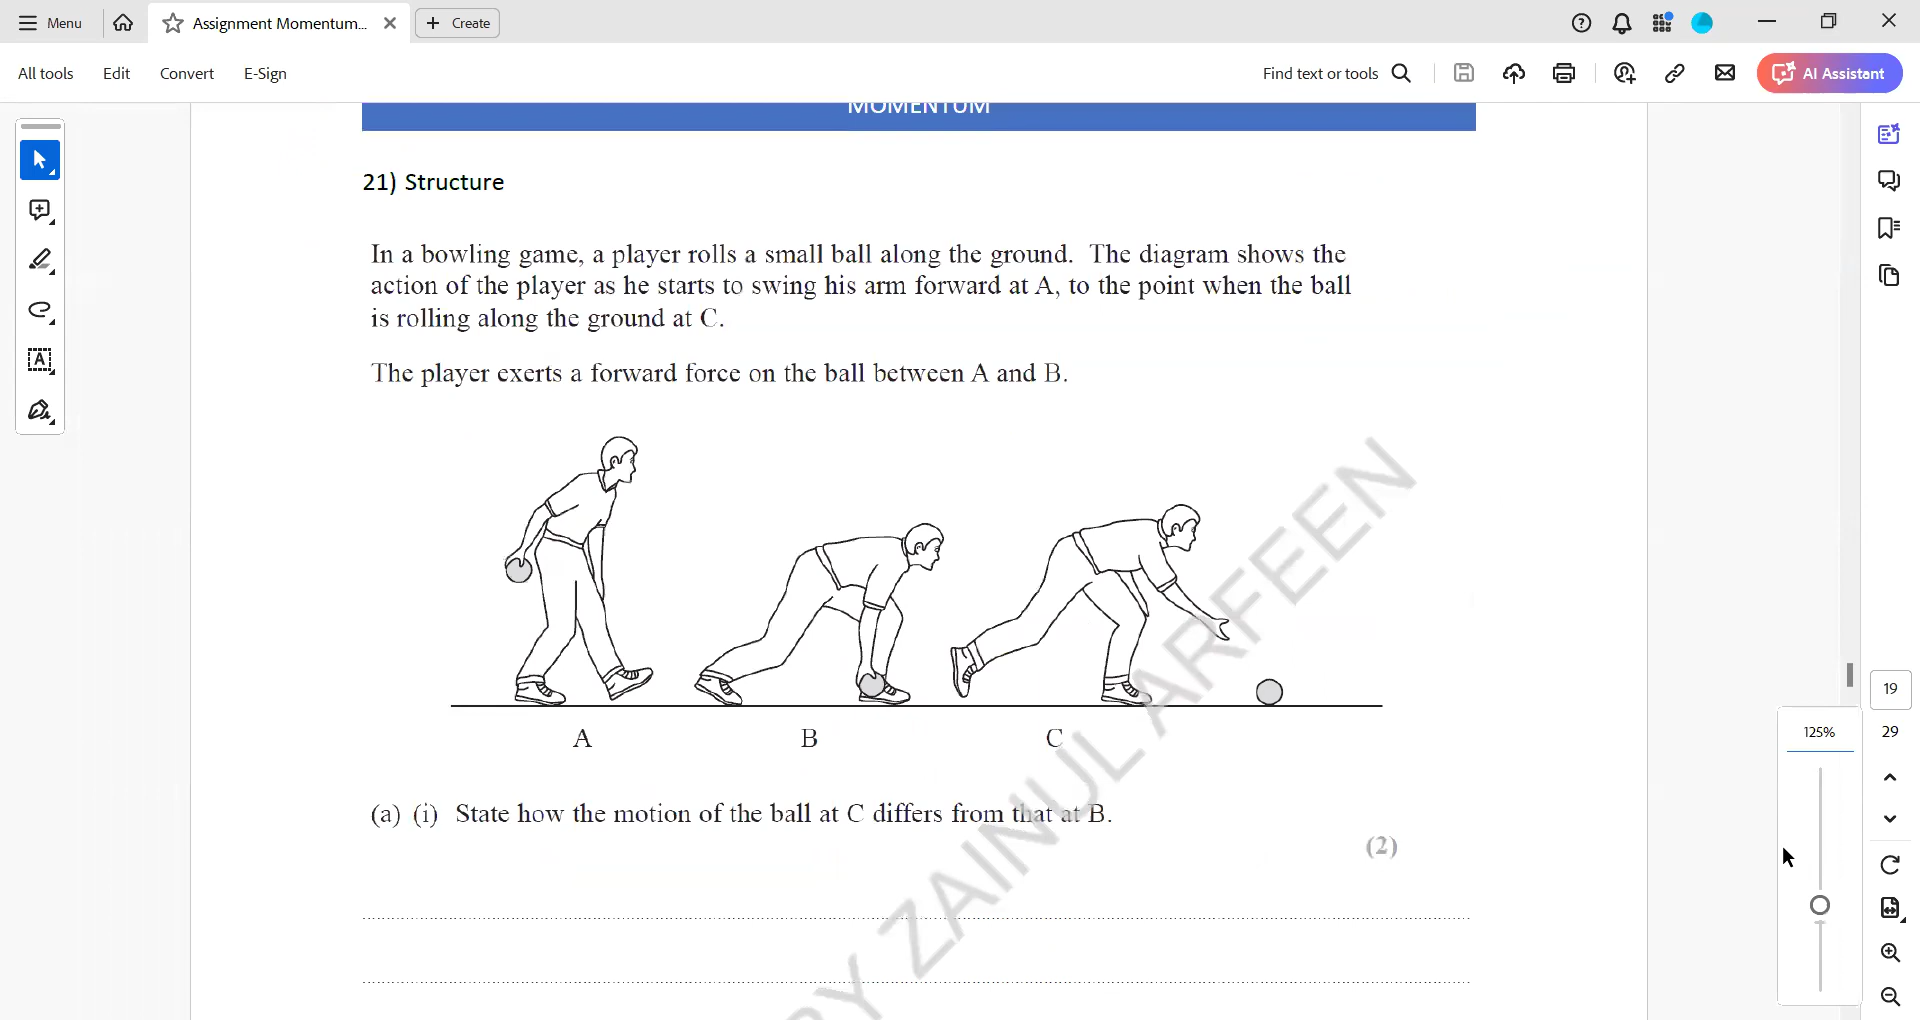 Menu
Assignment Momentum...
Create
All tools
Edit
Convert
E-Sign
Find text or tools
AI Assistant
MOMENTUM
21) Structure
In a bowling game, a player rolls a small ball along the ground. The diagram shows the
action of the player as he starts to swing his arm forward at A, to the point when the ball
is rolling along the ground at C.
The player exerts a forward force on the ball between A and B.
A B C
(a) (i) State how the motion of the ball at C differs from that at B.
(2)
BY ZAINUL ARFEEN
19
29
125%